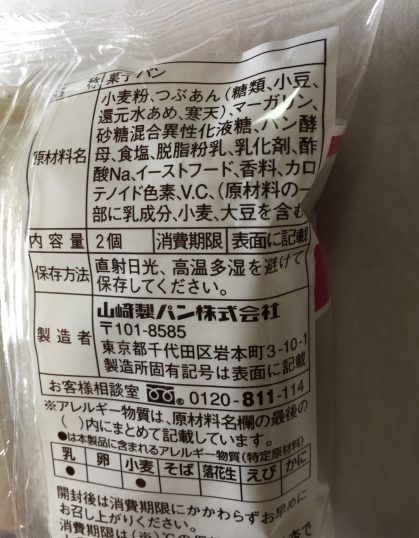 菓子パン
小麦粉、つぶあん(糖類、小豆、
還元水あめ、寒天)、マーガリン、
砂糖混合異性化液糖、パン酵
原材料名 母、食塩、脱脂粉乳、乳化剤、酢
酸Na、イーストフード、香料、カロ
テノイド色素、V.C、(原材料の一
部に乳成分、小麦、大豆を含む
内容量 2個 消費期限 表面に記載
保存方法 直射日光、高温多湿を避けて
保存してください。
製造者 山崎製パン株式会社
〒101-8585
東京都千代田区岩本町3-10-1
製造所固有記号は表面に記載
お客様相談室 0120-811-114
※アレルギー物質は、原材料名欄の最後の
( )内にまとめて記載しています。
●は本製品に含まれるアレルギー物質(特定原材料)
乳 卵 小麦 そば 落花生 えび かに
● ●
開封後は消費期限にかかわらずお早めに
お召し上がりください。